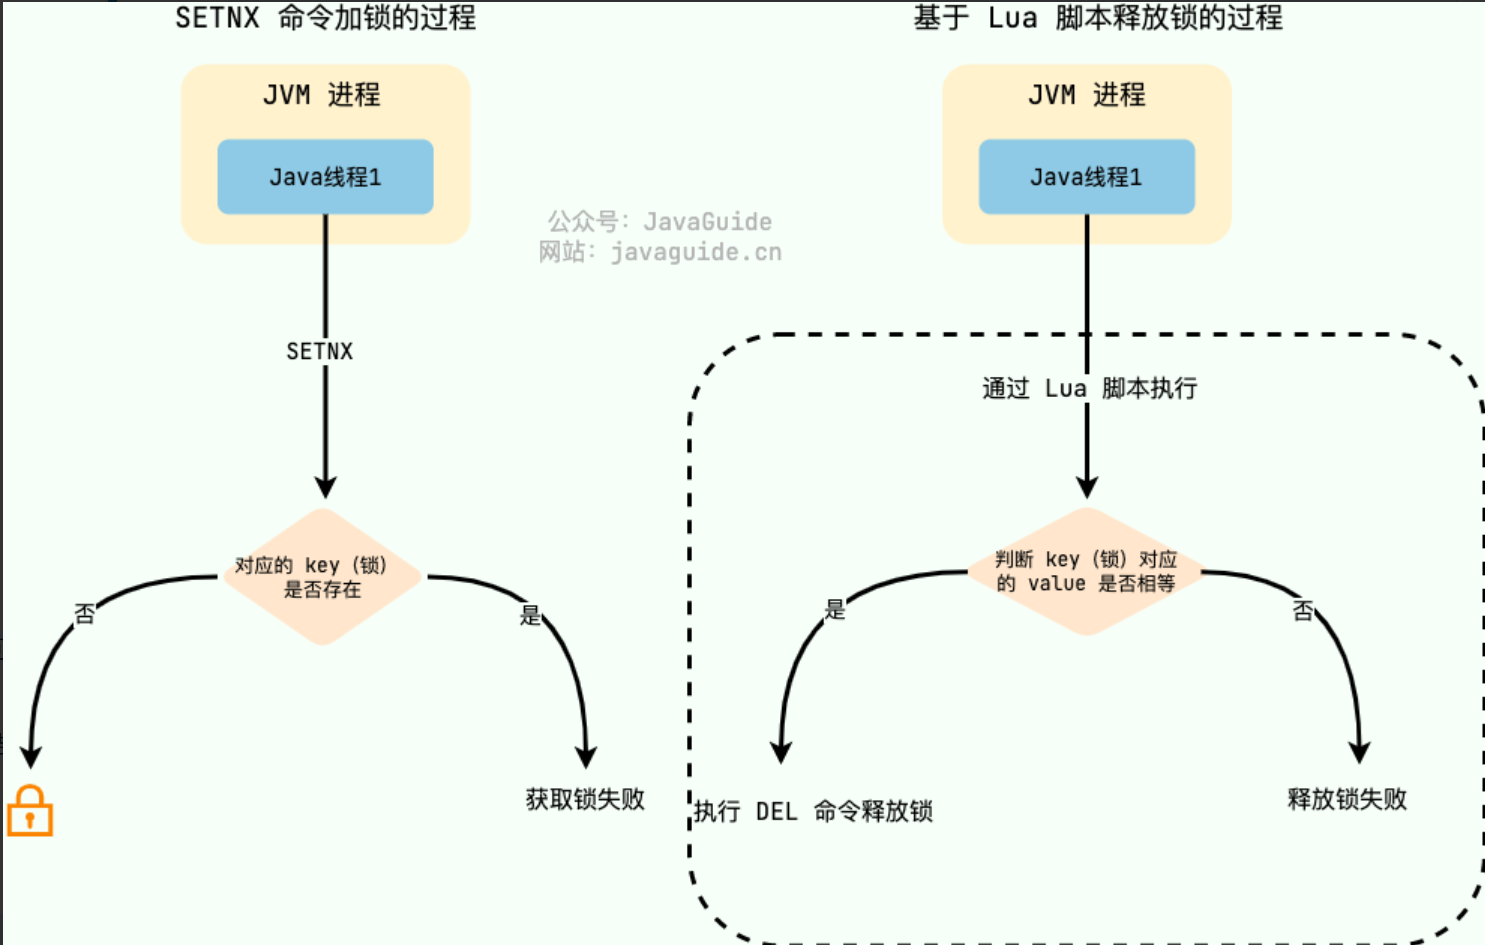 SETNX 命令加锁的过程
JVM 进程
Java线程1
SETNX
对应的 key（锁）
是否存在
否
是
获取锁失败
公众号：JavaGuide
网站：javaguide.cn
基于 Lua 脚本释放锁的过程
JVM 进程
Java线程1
通过 Lua 脚本执行
判断 key（锁）对应
的 value 是否相等
是
否
执行 DEL 命令释放锁
释放锁失败